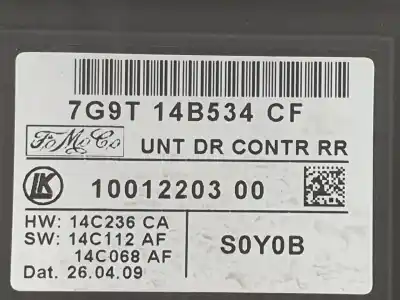 7G9T 14B534 CF
FoMoCo UNT DR CONTR RR
LK 10012203 00
HW: 14C236 CA
SW: 14C112 AF
14C068 AF
S0Y0B
Dat. 26.04.09